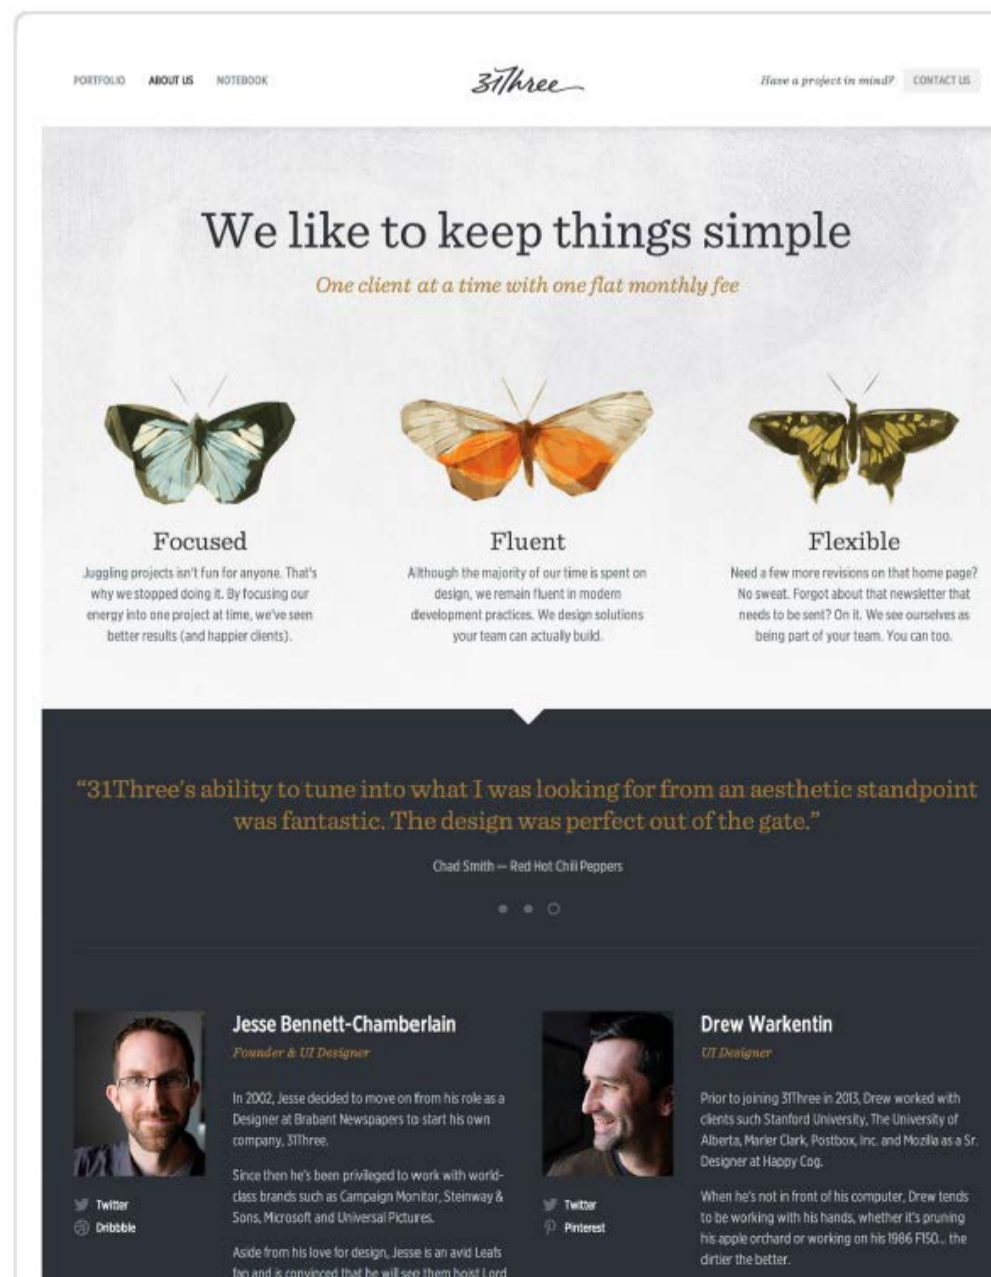 PORTFOLIO ABOUT US NOTEBOOK
31Three
Have a project in mind? CONTACT US
We like to keep things simple
One client at a time with one flat monthly fee
Focused
Juggling projects isn't fun for anyone. That's
why we stopped doing it. By focusing our
energy into one project at time, we've seen
better results (and happier clients).
Fluent
Although the majority of our time is spent on
design, we remain fluent in modern
development practices. We design solutions
your team can actually build.
Flexible
Need a few more revisions on that home page?
No sweat. Forgot about that newsletter that
needs to be sent? On it. We see ourselves as
being part of your team. You can too.
“31Three's ability to tune into what I was looking for from an aesthetic standpoint
was fantastic. The design was perfect out of the gate.”
Chad Smith — Red Hot Chili Peppers
Jesse Bennett-Chamberlain
Founder & UI Designer
In 2002, Jesse decided to move on from his role as a
Designer at Brabant Newspapers to start his own
company, 31Three.
Since then he's been privileged to work with world-
class brands such as Campaign Monitor, Steinway &
Sons, Microsoft and Universal Pictures.
Aside from his love for design, Jesse is an avid Leafs
fan and is convinced that he will see them hoist Lord
Twitter
Dribbble
Drew Warkentin
UI Designer
Prior to joining 31Three in 2013, Drew worked with
clients such Stanford University, The University of
Alberta, Marler Clark, Postbox, Inc. and Mozilla as a Sr.
Designer at Happy Cog.
When he's not in front of his computer, Drew tends
to be working with his hands, whether it's pruning
his apple orchard or working on his 1986 F150... the
dirtier the better.
Twitter
Pinterest